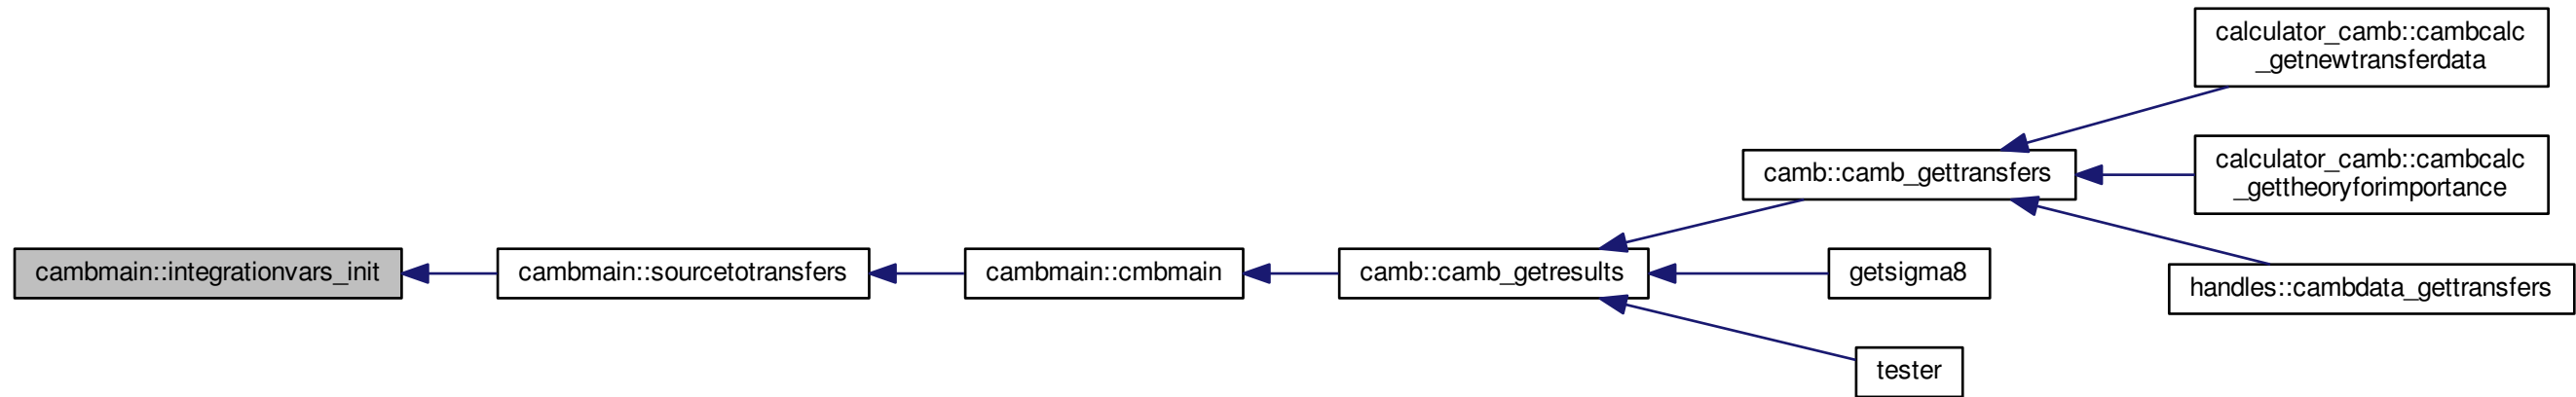 calculator_camb::cambcalc
_getnewtransferdata
calculator_camb::cambcalc
_gettheoryforimportance
camb::camb_gettransfers
cambmain::integrationvars_init
cambmain::sourcetotransfers
cambmain::cmbmain
camb::camb_getresults
getsigma8
handles::cambdata_gettransfers
tester